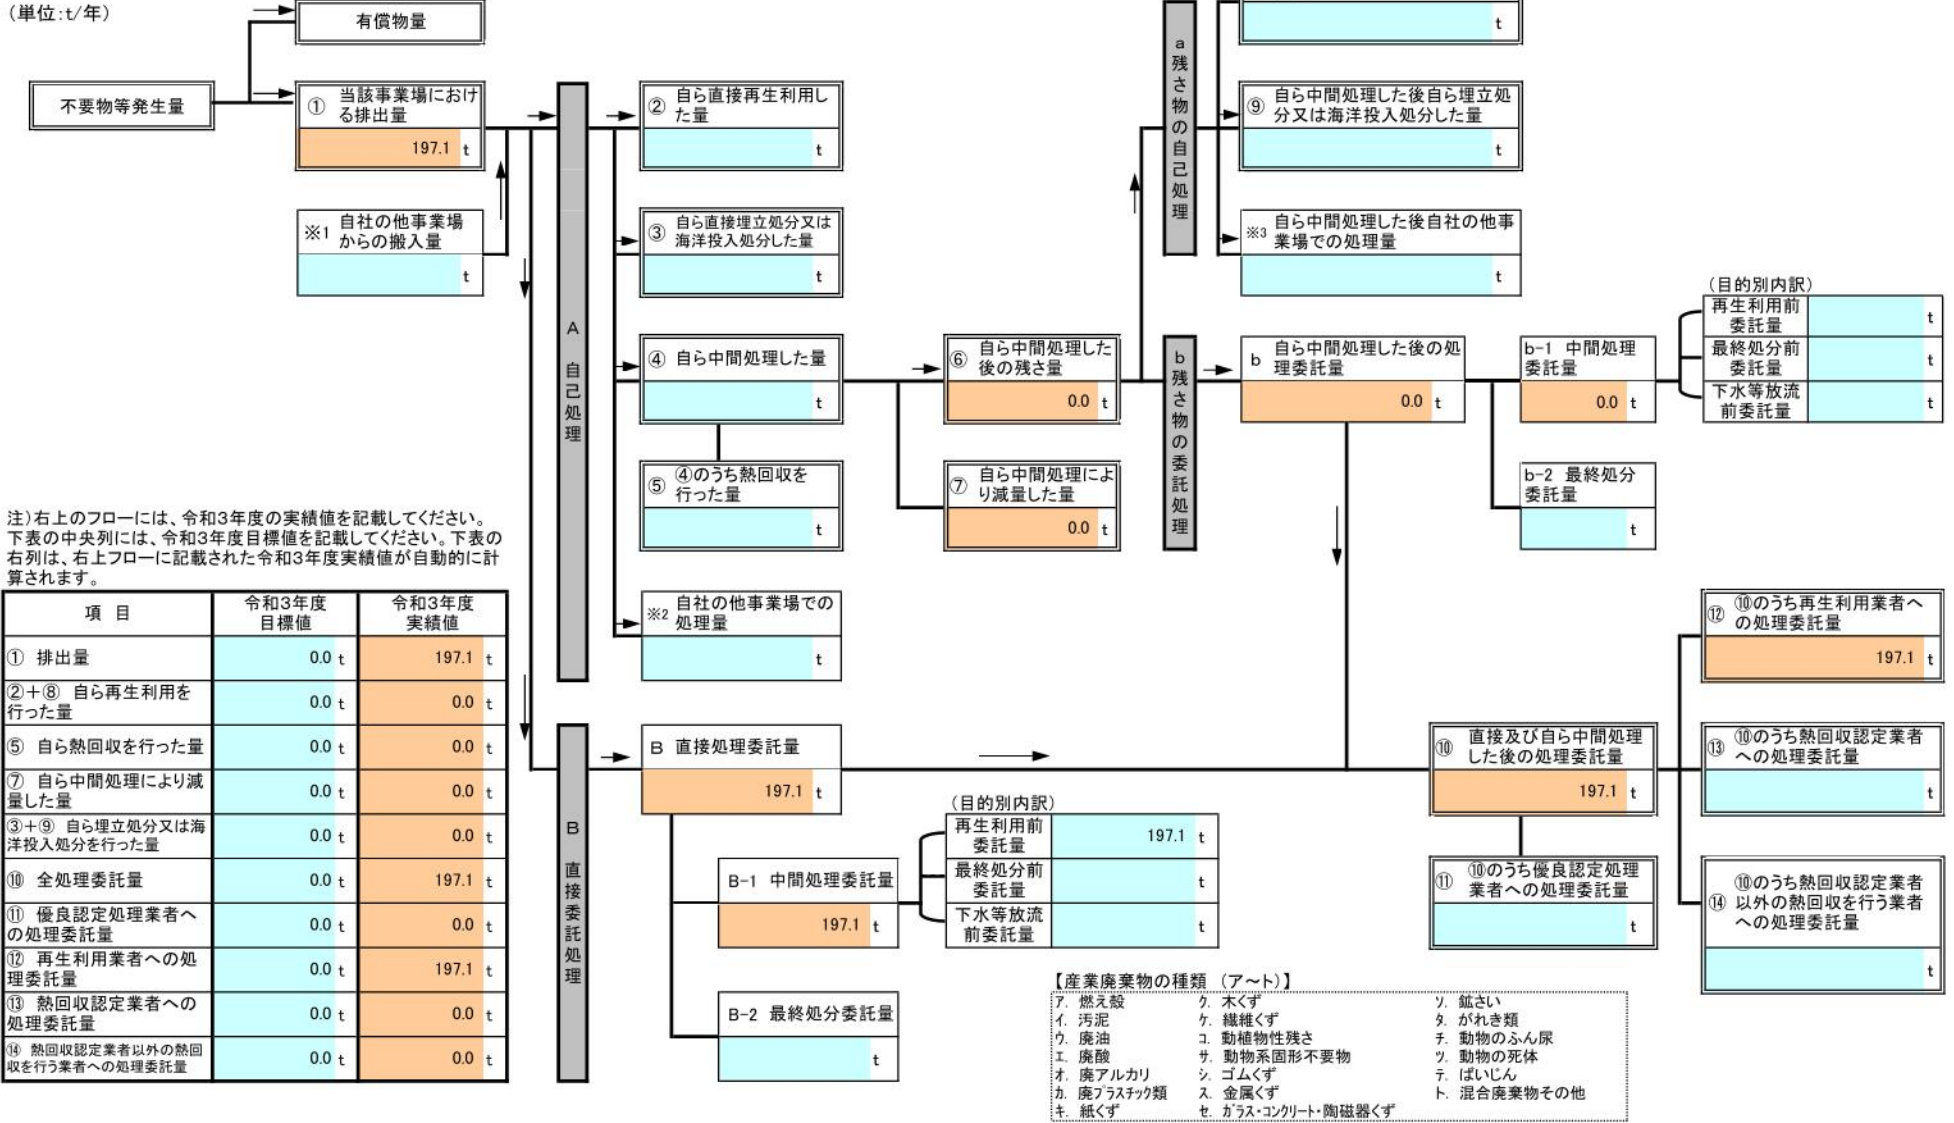 (単位:t/年)
有償物量
不要物等発生量
① 当該事業場におけ
る排出量
197.1 t
※1 自社の他事業場
からの搬入量
t
A 自己処理
② 自ら直接再生利用し
た量
t
③ 自ら直接埋立処分又は
海洋投入処分した量
t
④ 自ら中間処理した量
t
⑤ ④のうち熱回収を
行った量
t
※2 自社の他事業場での
処理量
t
⑥ 自ら中間処理した
後の残さ量
0.0 t
⑦ 自ら中間処理によ
り減量した量
0.0 t
a 残さ物の自己処理
t
⑨ 自ら中間処理した後自ら埋立処
分又は海洋投入処分した量
t
※3 自ら中間処理した後自社の他事
業場での処理量
t
b 残さ物の委託処理
b 自ら中間処理した後の処
理委託量
0.0 t
b-1 中間処理
委託量
0.0 t
(目的別内訳)
再生利用前
委託量
t
最終処分前
委託量
t
下水等放流
前委託量
t
b-2 最終処分
委託量
t
注)右上のフローには、令和3年度の実績値を記載してください。
下表の中央列には、令和3年度目標値を記載してください。下表の
右列は、右上フローに記載された令和3年度実績値が自動的に計
算されます。
項 目
令和3年度
目標値
令和3年度
実績値
① 排出量 0.0 t 197.1 t
②+⑧ 自ら再生利用を
行った量 0.0 t 0.0 t
⑤ 自ら熱回収を行った量 0.0 t 0.0 t
⑦ 自ら中間処理により減
量した量 0.0 t 0.0 t
③+⑨ 自ら埋立処分又は海
洋投入処分を行った量 0.0 t 0.0 t
⑩ 全処理委託量 0.0 t 197.1 t
⑪ 優良認定処理業者へ
の処理委託量 0.0 t 0.0 t
⑫ 再生利用業者への処
理委託量 0.0 t 197.1 t
⑬ 熱回収認定業者への
処理委託量 0.0 t 0.0 t
⑭ 熱回収認定業者以外の熱回
収を行う業者への処理委託量 0.0 t 0.0 t
B 直接委託処理
B 直接処理委託量
197.1 t
B-1 中間処理委託量
197.1 t
(目的別内訳)
再生利用前
委託量
197.1 t
最終処分前
委託量
t
下水等放流
前委託量
t
B-2 最終処分委託量
t
⑩ 直接及び自ら中間処理
した後の処理委託量
197.1 t
⑪ ⑩のうち優良認定処理
業者への処理委託量
t
⑫ ⑩のうち再生利用業者へ
の処理委託量
197.1 t
⑬ ⑩のうち熱回収認定業者
への処理委託量
t
⑭ ⑩のうち熱回収認定業者
以外の熱回収を行う業者
への処理委託量
t
【産業廃棄物の種類 (ア~ト)】
ア. 燃え殻
イ. 汚泥
ウ. 廃油
エ. 廃酸
オ. 廃アルカリ
カ. 廃プラスチック類
キ. 紙くず
ク. 木くず
ケ. 繊維くず
コ. 動植物性残さ
サ. 動物系固形不要物
シ. ゴムくず
ス. 金属くず
セ. ガラス・コンクリート・陶磁器くず
ソ. 鉱さい
タ. がれき類
チ. 動物のふん尿
ツ. 動物の死体
テ. ばいじん
ト. 混合廃棄物その他